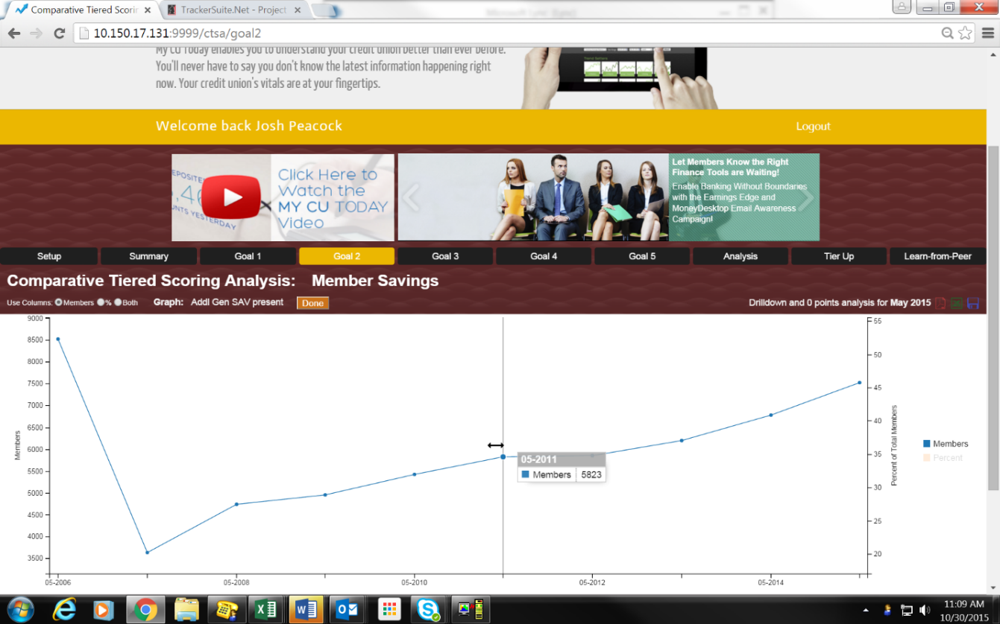 Comparative Tiered Scorin
TrackerSuite.Net - Project
10.150.17.131:9999/ctsa/goal2
My CU Today enables you to understand your credit union better than ever before.
You'll never have to say you don't know the latest information happening right
now. Your credit union's vitals are at your fingertips.
Welcome back Josh Peacock
Logout
Click Here to
Watch the
MY CU TODAY
Video
Let Members Know the Right
Finance Tools are Waiting!
Enable Banking Without Boundaries
with the Earnings Edge and
MoneyDesktop Email Awareness
Campaign!
Setup Summary Goal 1 Goal 2 Goal 3 Goal 4 Goal 5 Analysis Tier Up Learn-from-Peer
Comparative Tiered Scoring Analysis: Member Savings
Use Columns: Members % Both Graph: Addl Gen SAV present Done
Drilldown and 0 points analysis for May 2015
9000
8500
8000
7500
7000
6500
6000
5500
5000
4500
4000
3500
Members
05-2011
Members 5823
55
50
45
40
35
30
25
20
Percent of Total Members
Members
Percent
05-2006 05-2008 05-2010 05-2012 05-2014
11:09 AM
10/30/2015